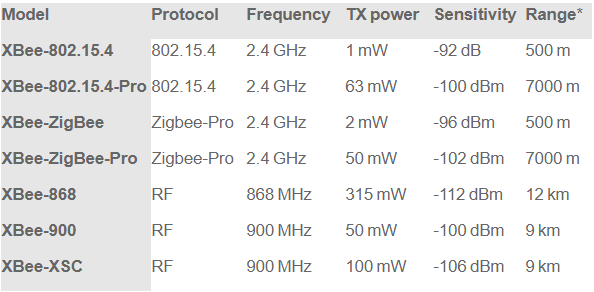 Model Protocol Frequency TX power Sensitivity Range*
XBee-802.15.4 802.15.4 2.4 GHz 1 mW -92 dB 500 m
XBee-802.15.4-Pro 802.15.4 2.4 GHz 63 mW -100 dBm 7000 m
XBee-ZigBee Zigbee-Pro 2.4 GHz 2 mW -96 dBm 500 m
XBee-ZigBee-Pro Zigbee-Pro 2.4 GHz 50 mW -102 dBm 7000 m
XBee-868 RF 868 MHz 315 mW -112 dBm 12 km
XBee-900 RF 900 MHz 50 mW -100 dBm 9 km
XBee-XSC RF 900 MHz 100 mW -106 dBm 9 km